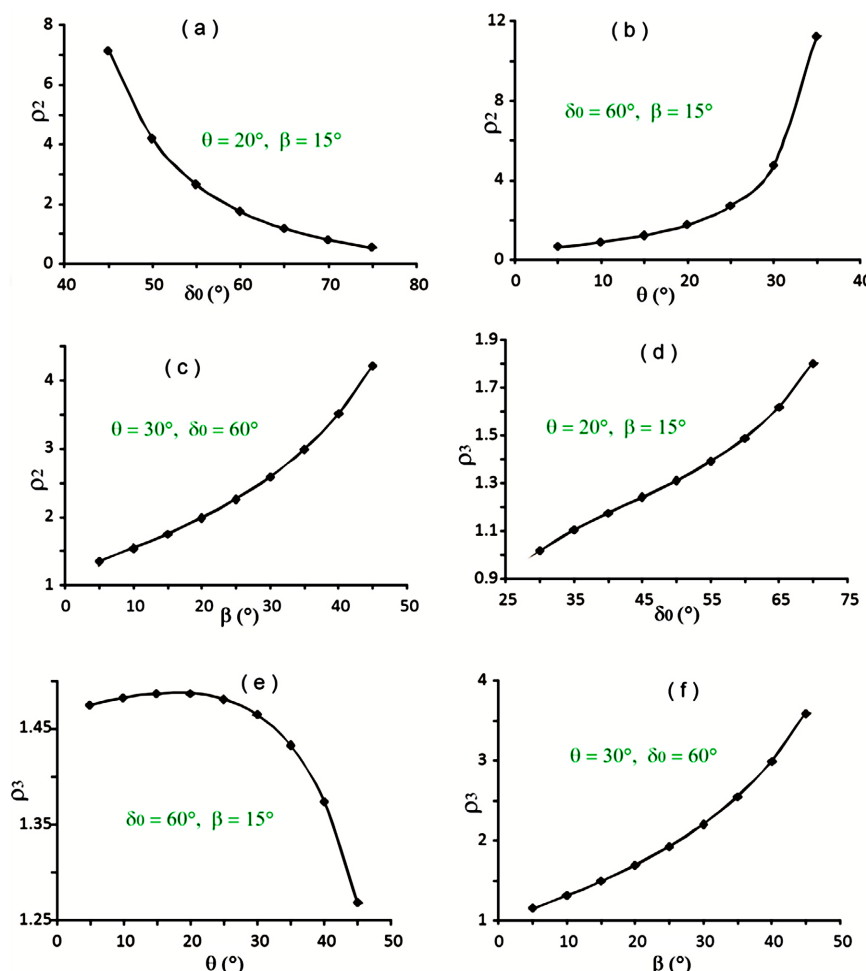 ( a )
8
6
4
2
0
ρ2
θ = 20°, β = 15°
40 50 60 70 80
δ0 (°)
( b )
12
8
4
0
ρ2
δ0 = 60°, β = 15°
0 10 20 30 40
θ (°)
( c )
4
3
2
1
ρ2
θ = 30°, δ0 = 60°
0 10 20 30 40 50
β (°)
( d )
1.9
1.7
1.5
1.3
1.1
0.9
ρ3
θ = 20°, β = 15°
25 35 45 55 65 75
δ0 (°)
( e )
1.45
1.35
1.25
ρ3
δ0 = 60°, β = 15°
0 10 20 30 40 50
θ (°)
( f )
4
3
2
1
ρ3
θ = 30°, δ0 = 60°
0 10 20 30 40 50
β (°)